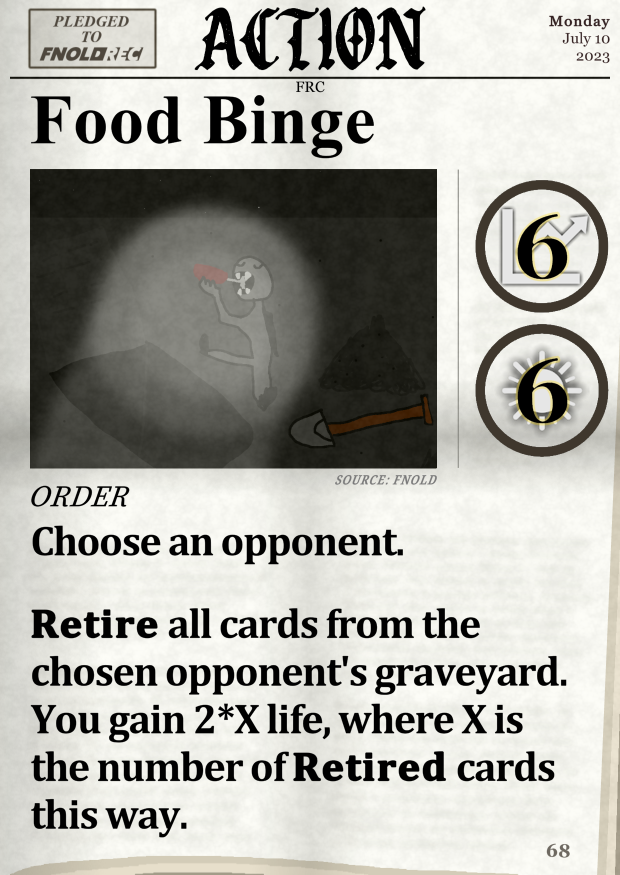 PLEDGED
TO
FNOLD REC
ACTION
Monday
July 10
2023
FRC
Food Binge
6
6
SOURCE: FNOLD
ORDER
Choose an opponent.
Retire all cards from the
chosen opponent's graveyard.
You gain 2*X life, where X is
the number of Retired cards
this way.
68